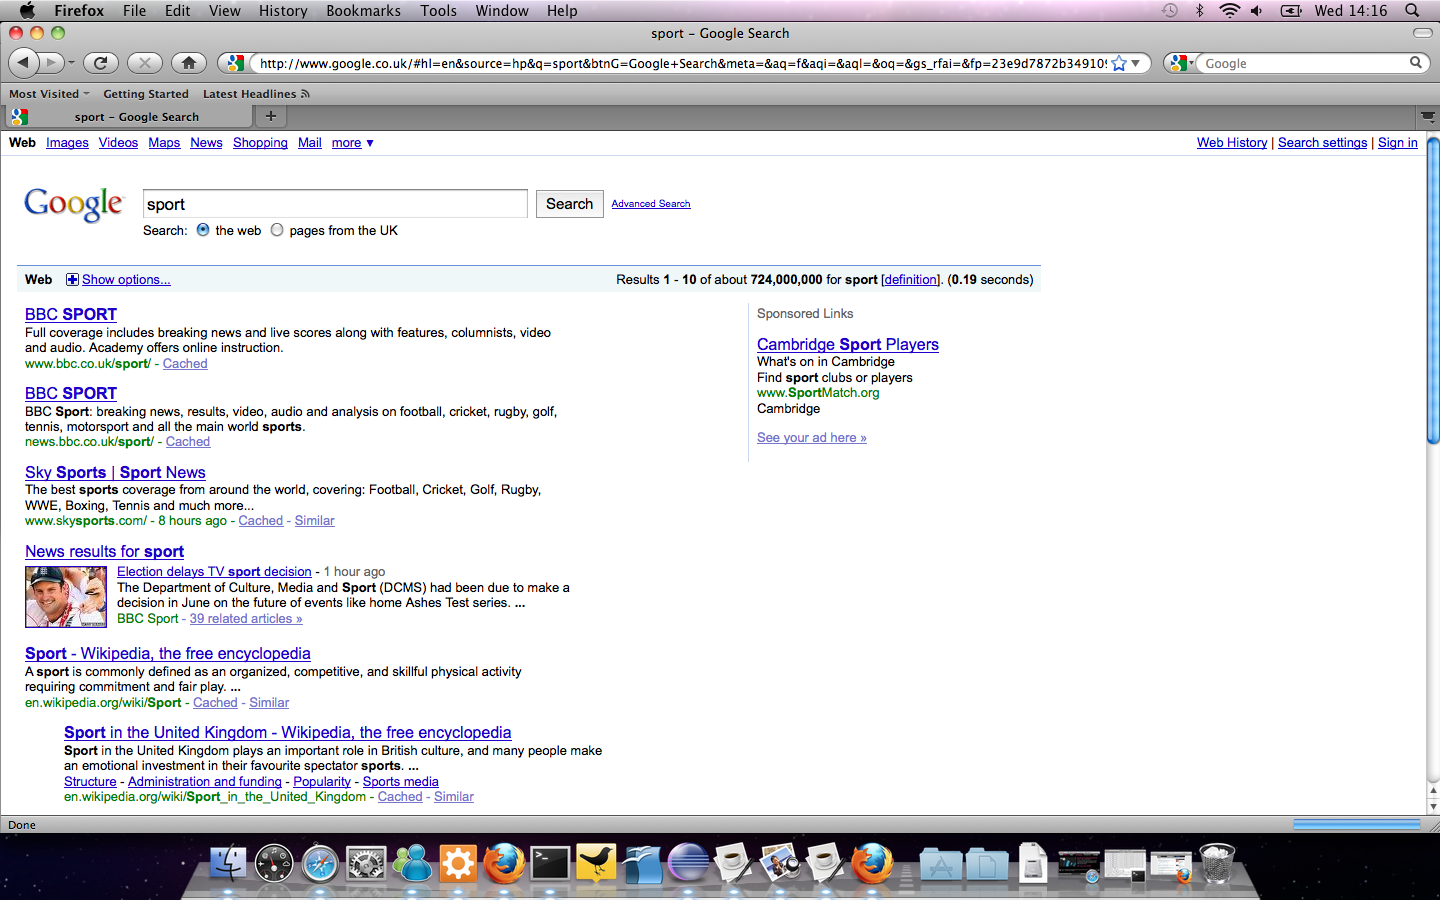 Firefox File Edit View History Bookmarks Tools Window Help Wed 14:16
sport – Google Search
http://www.google.co.uk/#hl=en&source=hp&q=sport&btnG=Google+Search&meta=&aq=f&aqi=&aql=&oq=&gs_rfai=&fp=23e9d7872b34910 Google
Most Visited Getting Started Latest Headlines
sport – Google Search
Web Images Videos Maps News Shopping Mail more ▼ Web History | Search settings | Sign in
Google sport Search Advanced Search
Search: the web pages from the UK
Web Show options... Results 1 - 10 of about 724,000,000 for sport [definition]. (0.19 seconds)
BBC SPORT
Full coverage includes breaking news and live scores along with features, columnists, video
and audio. Academy offers online instruction.
www.bbc.co.uk/sport/ - Cached
BBC SPORT
BBC Sport: breaking news, results, video, audio and analysis on football, cricket, rugby, golf,
tennis, motorsport and all the main world sports.
news.bbc.co.uk/sport/ - Cached
Sky Sports | Sport News
The best sports coverage from around the world, covering: Football, Cricket, Golf, Rugby,
WWE, Boxing, Tennis and much more...
www.skysports.com/ - 8 hours ago - Cached - Similar
News results for sport
Election delays TV sport decision - 1 hour ago
The Department of Culture, Media and Sport (DCMS) had been due to make a
decision in June on the future of events like home Ashes Test series. ...
BBC Sport - 39 related articles »
Sport - Wikipedia, the free encyclopedia
A sport is commonly defined as an organized, competitive, and skillful physical activity
requiring commitment and fair play. ...
en.wikipedia.org/wiki/Sport - Cached - Similar
Sport in the United Kingdom - Wikipedia, the free encyclopedia
Sport in the United Kingdom plays an important role in British culture, and many people make
an emotional investment in their favourite spectator sports. ...
Structure - Administration and funding - Popularity - Sports media
en.wikipedia.org/wiki/Sport_in_the_United_Kingdom - Cached - Similar
Sponsored Links
Cambridge Sport Players
What's on in Cambridge
Find sport clubs or players
www.SportMatch.org
Cambridge
See your ad here »
Done